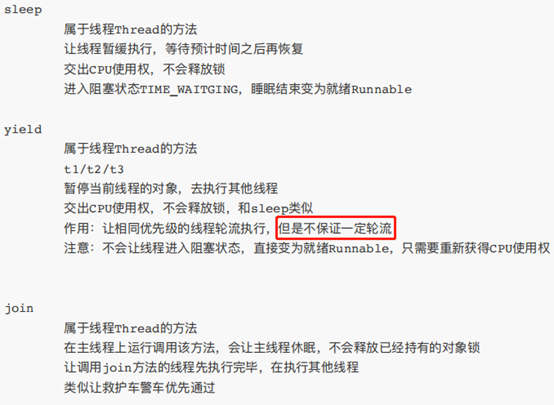 sleep
属于线程Thread的方法
让线程暂缓执行，等待预计时间之后再恢复
交出CPU使用权，不会释放锁
进入阻塞状态TIME_WAITGING，睡眠结束变为就绪Runnable
yield
属于线程Thread的方法
t1/t2/t3
暂停当前线程的对象，去执行其他线程
交出CPU使用权，不会释放锁，和sleep类似
作用：让相同优先级的线程轮流执行，但是不保证一定轮流
注意：不会让线程进入阻塞状态，直接变为就绪Runnable，只需要重新获得CPU使用权
join
属于线程Thread的方法
在主线程上运行调用该方法，会让主线程休眠，不会释放已经持有的对象锁
让调用join方法的线程先执行完毕，在执行其他线程
类似让救护车警车优先通过